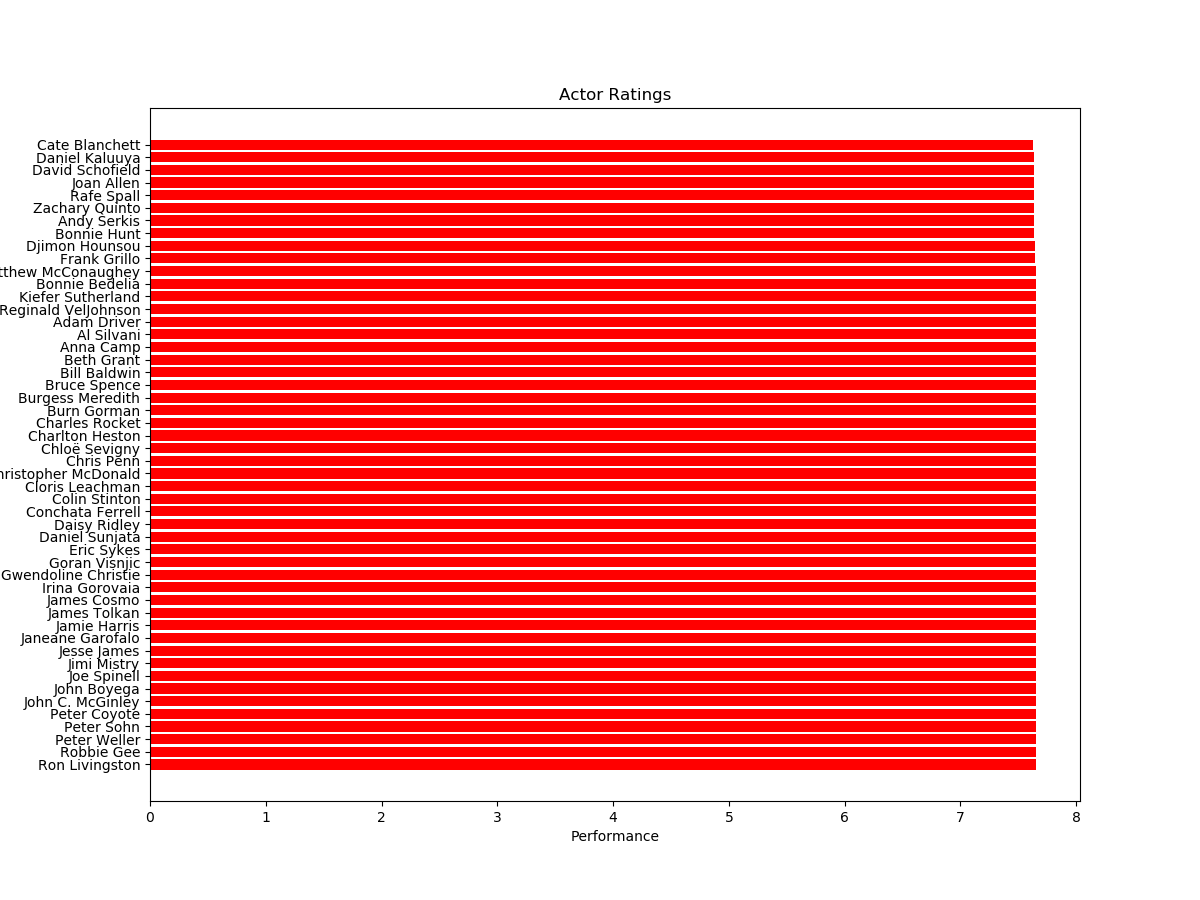 Actor Ratings
Cate Blanchett
Daniel Kaluuya
David Schofield
Joan Allen
Rafe Spall
Zachary Quinto
Andy Serkis
Bonnie Hunt
Djimon Hounsou
Frank Grillo
tthew McConaughey
Bonnie Bedelia
Kiefer Sutherland
Reginald VelJohnson
Adam Driver
Al Silvani
Anna Camp
Beth Grant
Bill Baldwin
Bruce Spence
Burgess Meredith
Burn Gorman
Charles Rocket
Charlton Heston
Chloë Sevigny
Chris Penn
hristopher McDonald
Cloris Leachman
Colin Stinton
Conchata Ferrell
Daisy Ridley
Daniel Sunjata
Eric Sykes
Goran Visnjic
Gwendoline Christie
Irina Gorovaia
James Cosmo
James Tolkan
Jamie Harris
Janeane Garofalo
Jesse James
Jimi Mistry
Joe Spinell
John Boyega
John C. McGinley
Peter Coyote
Peter Sohn
Peter Weller
Robbie Gee
Ron Livingston
0 1 2 3 4 5 6 7 8
Performance